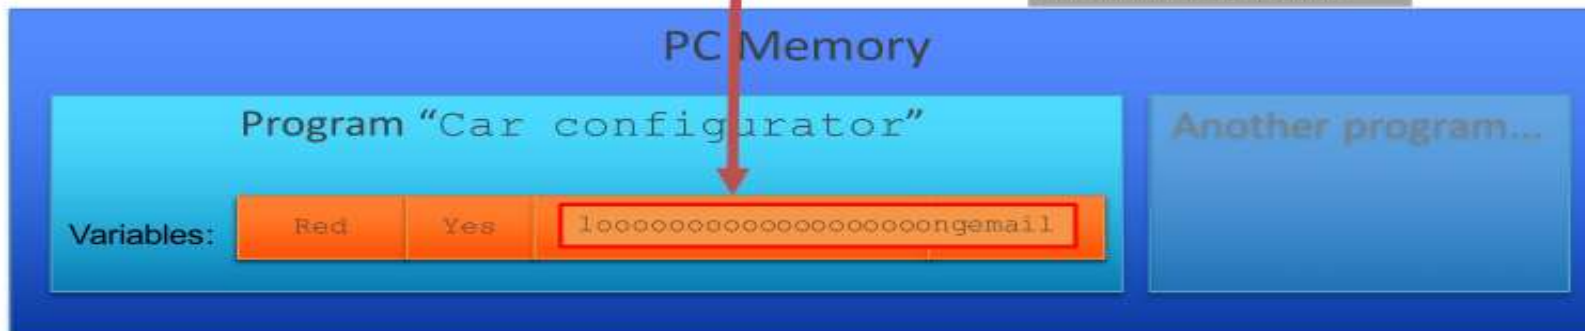 PC Memory
Program “Car configurator”
Another program...
Variables:
Red
Yes
looooooooooooooooooongemail